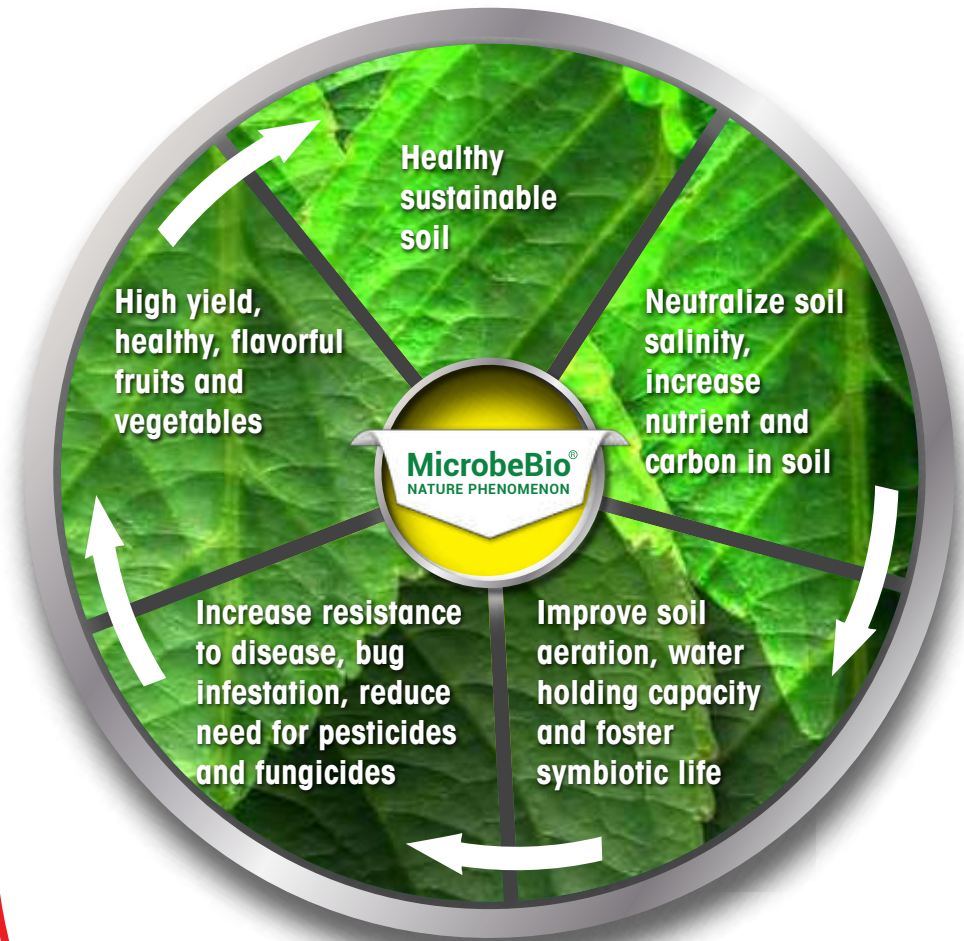 Healthy
sustainable
soil
Neutralize soil
salinity,
increase
nutrient and
carbon in soil
Improve soil
aeration, water
holding capacity
and foster
symbiotic life
Increase resistance
to disease, bug
infestation, reduce
need for pesticides
and fungicides
High yield,
healthy, flavorful
fruits and
vegetables
MicrobeBio®
NATURE PHENOMENON